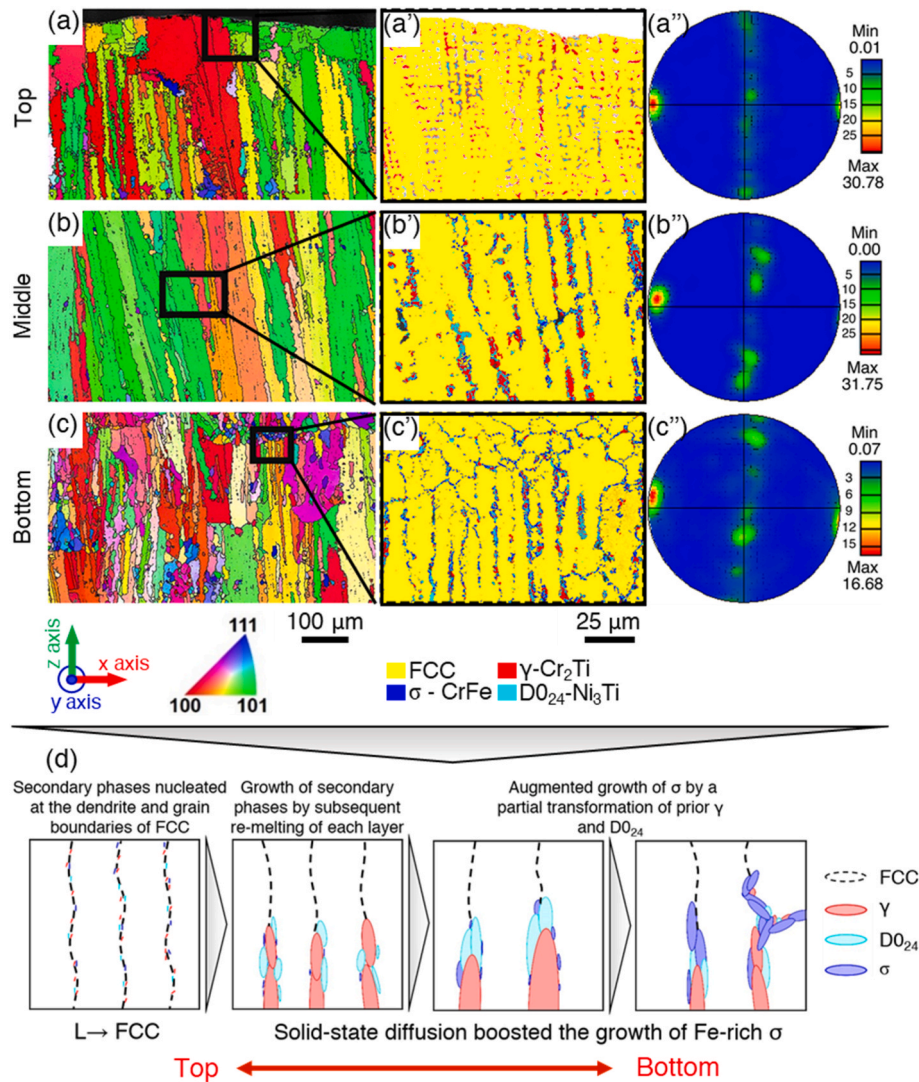 (a)
(a')
(a'')
Top
Min
0.01
5
10
15
20
25
Max
30.78
(b)
(b')
(b'')
Middle
Min
0.00
5
10
15
20
25
Max
31.75
(c)
(c')
(c'')
Bottom
Min
0.07
3
6
9
12
15
Max
16.68
z axis
x axis
y axis
111
100
101
100 µm
25 µm
FCC
γ-Cr₂Ti
σ - CrFe
D0₂₄-Ni₃Ti
(d)
Secondary phases nucleated
at the dendrite and grain
boundaries of FCC
Growth of secondary
phases by subsequent
re-melting of each layer
Augmented growth of σ by a
partial transformation of prior γ
and D0₂₄
FCC
γ
D0₂₄
σ
L→ FCC
Solid-state diffusion boosted the growth of Fe-rich σ
Top
Bottom